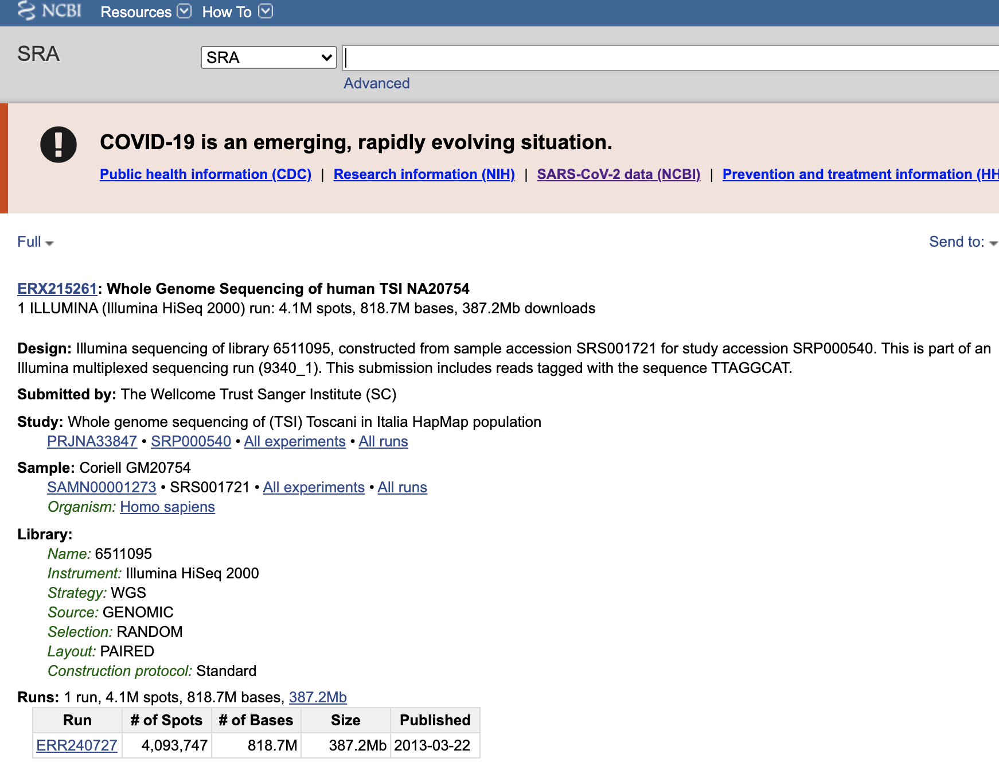 NCBI Resources How To
SRA
SRA
Advanced
COVID-19 is an emerging, rapidly evolving situation.
Public health information (CDC) | Research information (NIH) | SARS-CoV-2 data (NCBI) | Prevention and treatment information (HH
Full
Send to:
ERX215261: Whole Genome Sequencing of human TSI NA20754
1 ILLUMINA (Illumina HiSeq 2000) run: 4.1M spots, 818.7M bases, 387.2Mb downloads
Design: Illumina sequencing of library 6511095, constructed from sample accession SRS001721 for study accession SRP000540. This is part of an
Illumina multiplexed sequencing run (9340_1). This submission includes reads tagged with the sequence TTAGGCAT.
Submitted by: The Wellcome Trust Sanger Institute (SC)
Study: Whole genome sequencing of (TSI) Toscani in Italia HapMap population
PRJNA33847 • SRP000540 • All experiments • All runs
Sample: Coriell GM20754
SAMN00001273 • SRS001721 • All experiments • All runs
Organism: Homo sapiens
Library:
Name: 6511095
Instrument: Illumina HiSeq 2000
Strategy: WGS
Source: GENOMIC
Selection: RANDOM
Layout: PAIRED
Construction protocol: Standard
Runs: 1 run, 4.1M spots, 818.7M bases, 387.2Mb
Run # of Spots # of Bases Size Published
ERR240727 4,093,747 818.7M 387.2Mb 2013-03-22